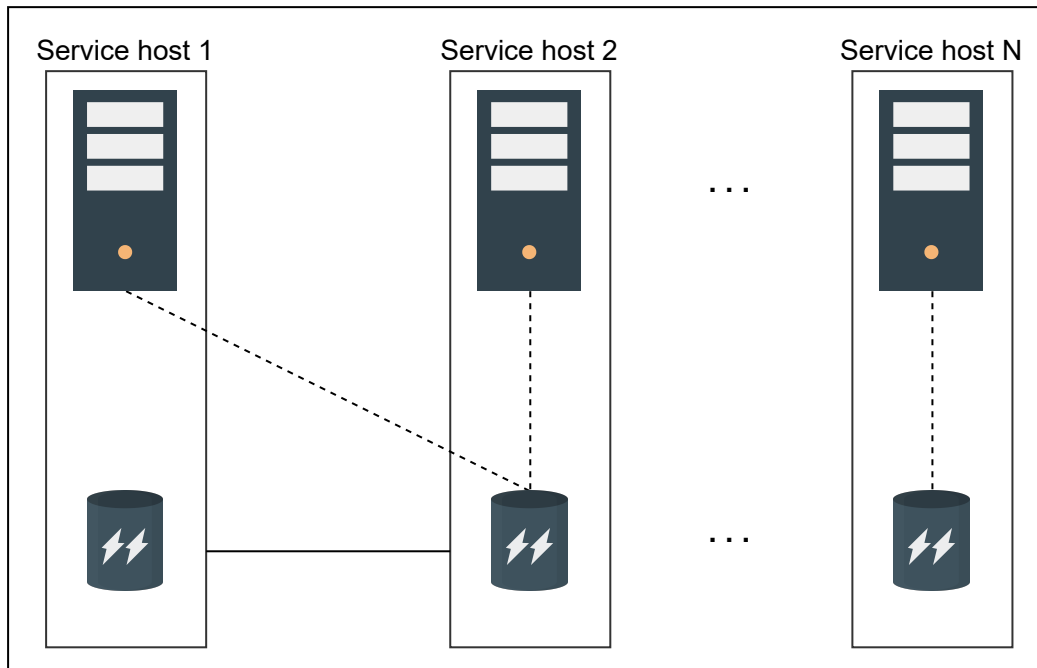 Service host 1
Service host 2
Service host N
. . .
. . .